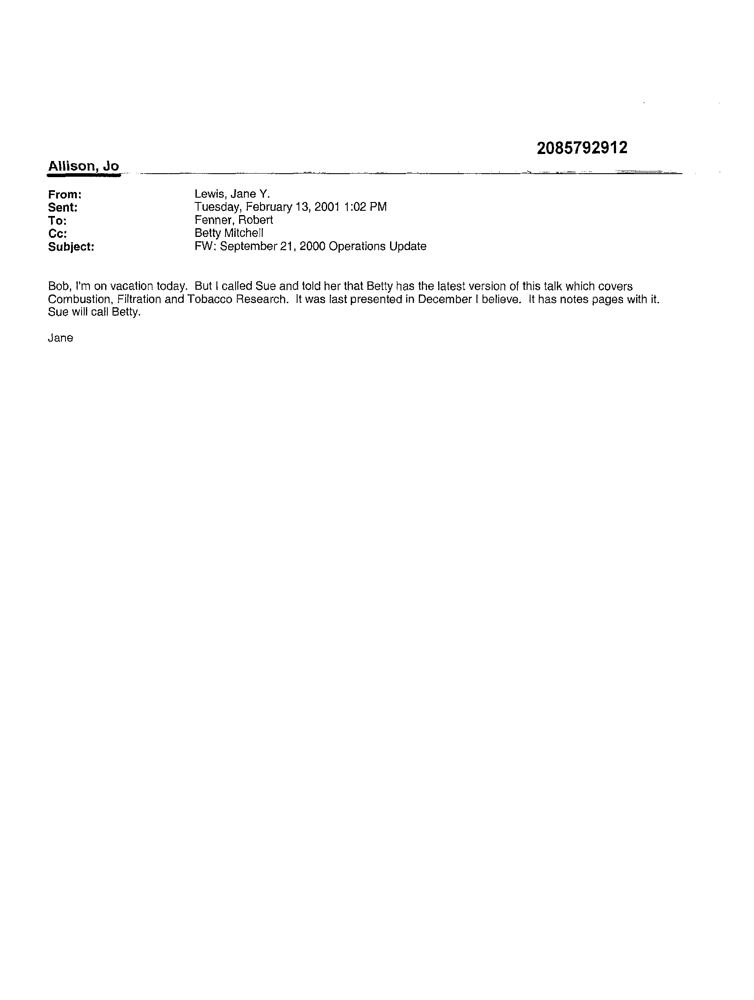 2085792912
Allison, Jo
From: Lewis, Jane Y.
Sent: Tuesday, February 13, 2001 1:02 PM
To: Fenner, Robert
Cc: Betty Mitchell
Subject: FW: September 21, 2000 Operations Update
Bob, I'm on vacation today. But I called Sue and told her that Betty has the latest version of this talk which covers
Combustion, Filtration and Tobacco Research. It was last presented in December I believe. It has notes pages with it.
Sue will call Betty.
Jane